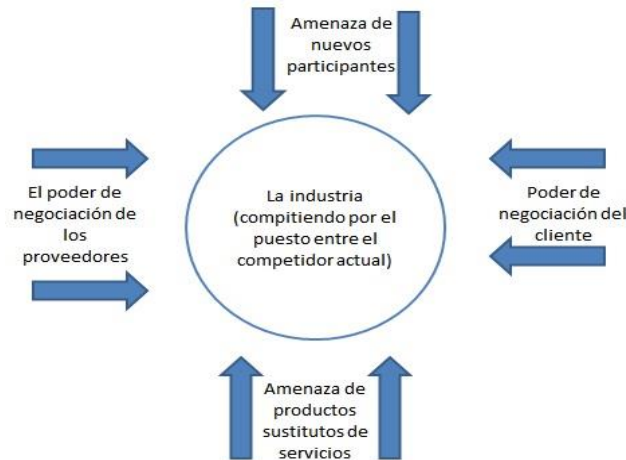 Amenaza de
nuevos
participantes
El poder de
negociación de
los
proveedores
La industria
(compitiendo por el
puesto entre el
competidor actual)
Poder de
negociación del
cliente
Amenaza de
productos
sustitutos de
servicios